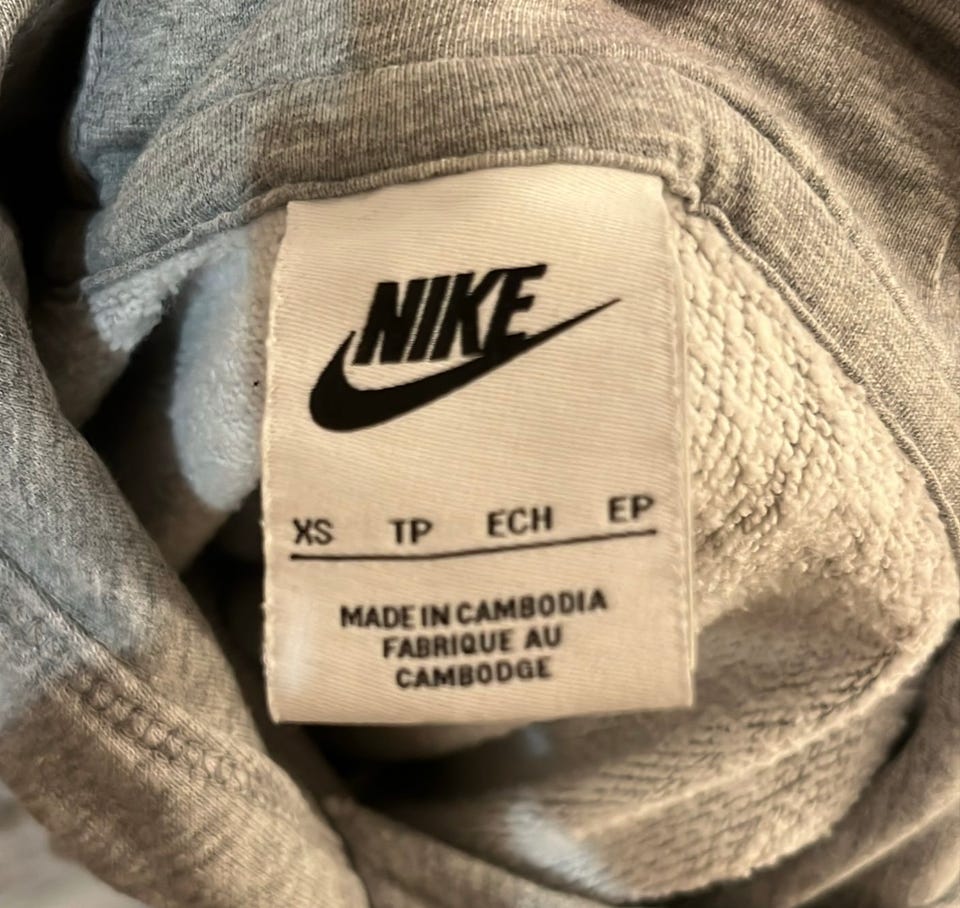 NIKE
XS TP ECH EP
MADE IN CAMBODIA
FABRIQUE AU
CAMBODGE